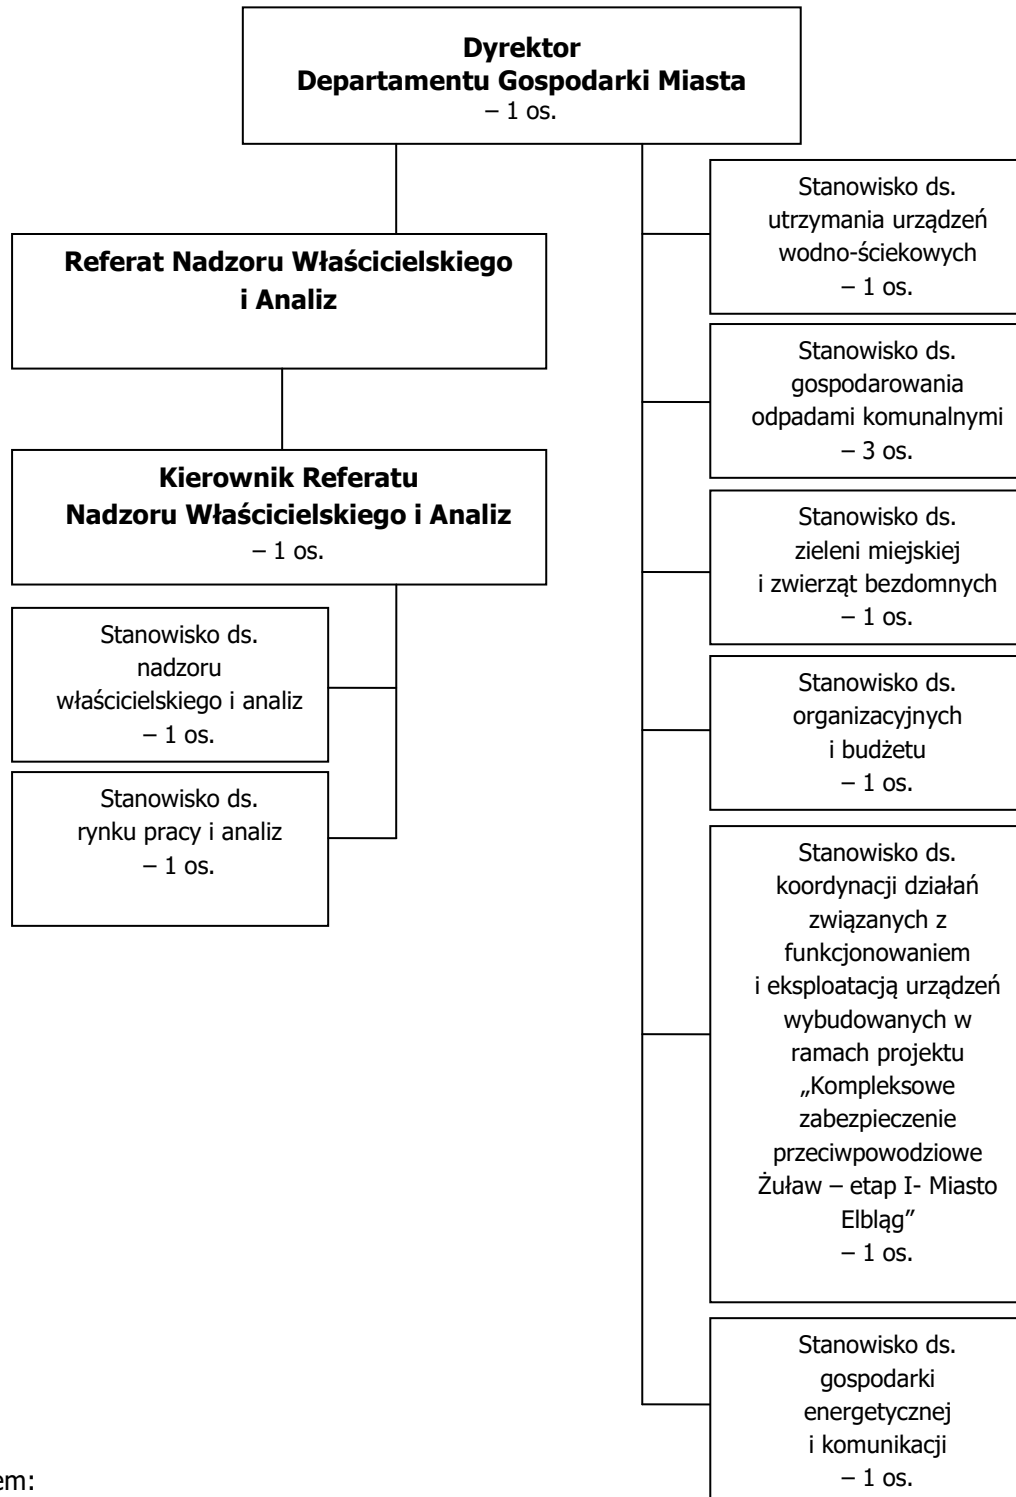 Dyrektor
Departamentu Gospodarki Miasta
– 1 os.
Referat Nadzoru Właścicielskiego
i Analiz
Kierownik Referatu
Nadzoru Właścicielskiego i Analiz
– 1 os.
Stanowisko ds.
nadzoru
właścicielskiego i analiz
– 1 os.
Stanowisko ds.
rynku pracy i analiz
– 1 os.
Stanowisko ds.
utrzymania urządzeń
wodno-ściekowych
– 1 os.
Stanowisko ds.
gospodarowania
odpadami komunalnymi
– 3 os.
Stanowisko ds.
zieleni miejskiej
i zwierząt bezdomnych
– 1 os.
Stanowisko ds.
organizacyjnych
i budżetu
– 1 os.
Stanowisko ds.
koordynacji działań
związanych z
funkcjonowaniem
i eksploatacją urządzeń
wybudowanych w
ramach projektu
„Kompleksowe
zabezpieczenie
przeciwpowodziowe
Żuław – etap I- Miasto
Elbląg”
– 1 os.
Stanowisko ds.
gospodarki
energetycznej
i komunikacji
– 1 os.
em: